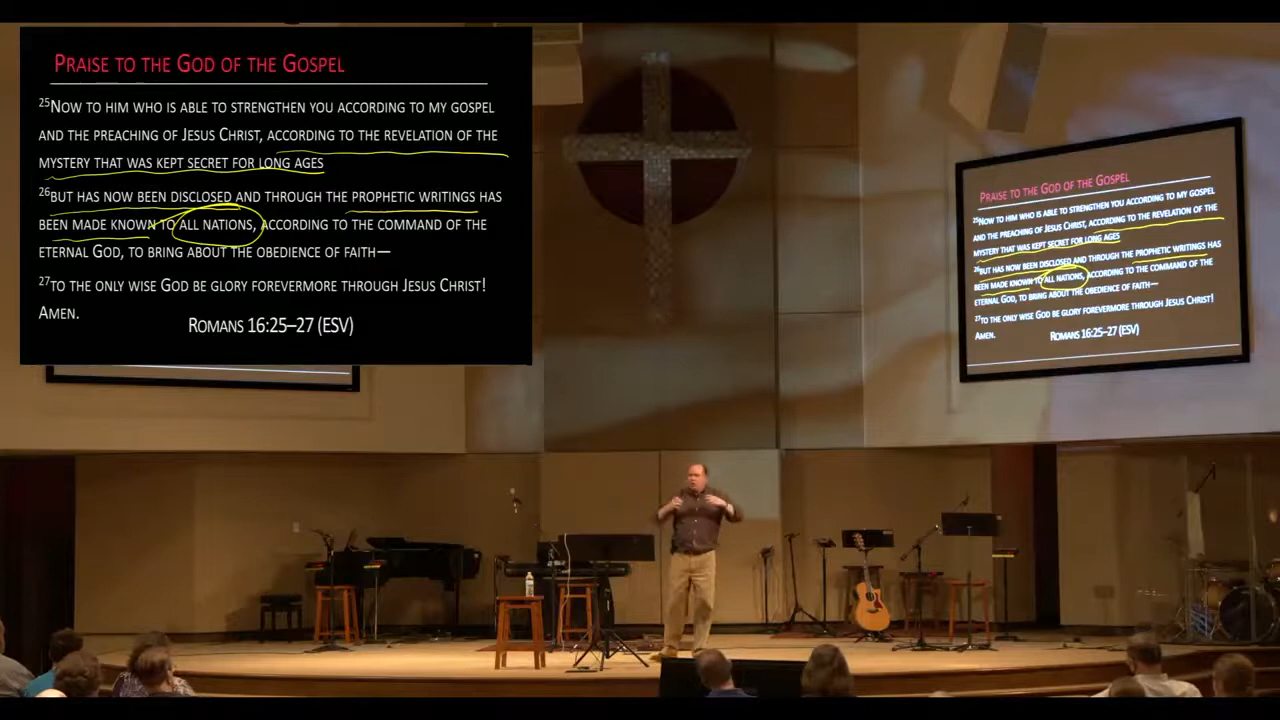 Praise to the God of the Gospel
25Now to him who is able to strengthen you according to my gospel
and the preaching of Jesus Christ, according to the revelation of the
mystery that was kept secret for long ages
26but has now been disclosed and through the prophetic writings has
been made known to all nations, according to the command of the
eternal God, to bring about the obedience of faith—
27to the only wise God be glory forevermore through Jesus Christ!
Amen.
Romans 16:25–27 (ESV)
Praise to the God of the Gospel
25Now to him who is able to strengthen you according to my gospel
and the preaching of Jesus Christ, according to the revelation of the
mystery that was kept secret for long ages
26but has now been disclosed and through the prophetic writings has
been made known to all nations, according to the command of the
eternal God, to bring about the obedience of faith—
27to the only wise God be glory forevermore through Jesus Christ!
Amen.
Romans 16:25–27 (ESV)